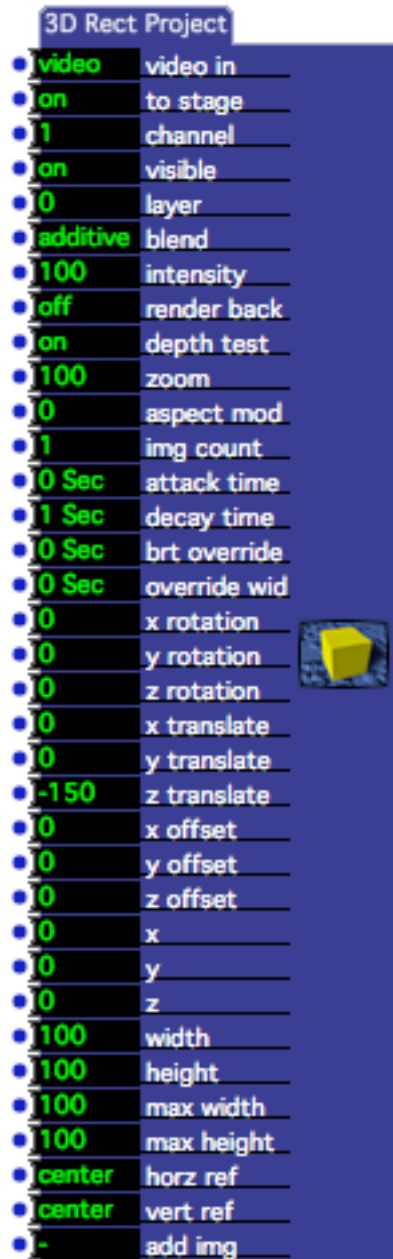 3D Rect Project
video video in
on to stage
1 channel
on visible
0 layer
additive blend
100 intensity
off render back
on depth test
100 zoom
0 aspect mod
1 img count
0 Sec attack time
1 Sec decay time
0 Sec brt override
0 Sec override wid
0 x rotation
0 y rotation
0 z rotation
0 x translate
0 y translate
-150 z translate
0 x offset
0 y offset
0 z offset
0 x
0 y
0 z
100 width
100 height
100 max width
100 max height
center horz ref
center vert ref
- add img